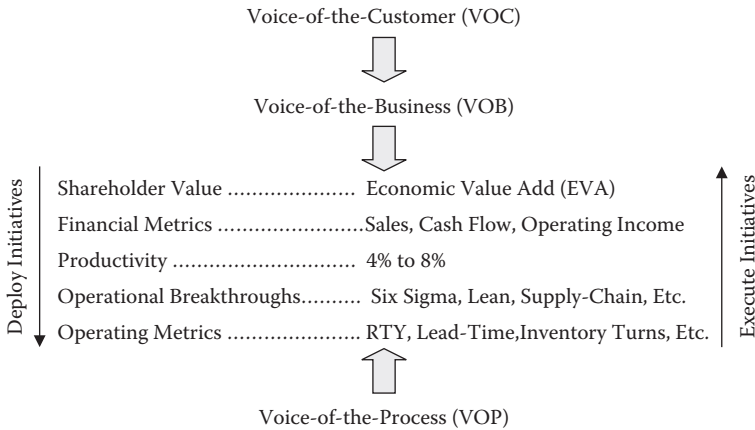 Voice-of-the-Customer (VOC)
Voice-of-the-Business (VOB)
Deploy Initiatives
Shareholder Value ..................... Economic Value Add (EVA)
Financial Metrics .........................Sales, Cash Flow, Operating Income
Productivity .............................. 4% to 8%
Operational Breakthroughs.......... Six Sigma, Lean, Supply-Chain, Etc.
Operating Metrics ...................... RTY, Lead-Time,Inventory Turns, Etc.
Execute Initiatives
Voice-of-the-Process (VOP)